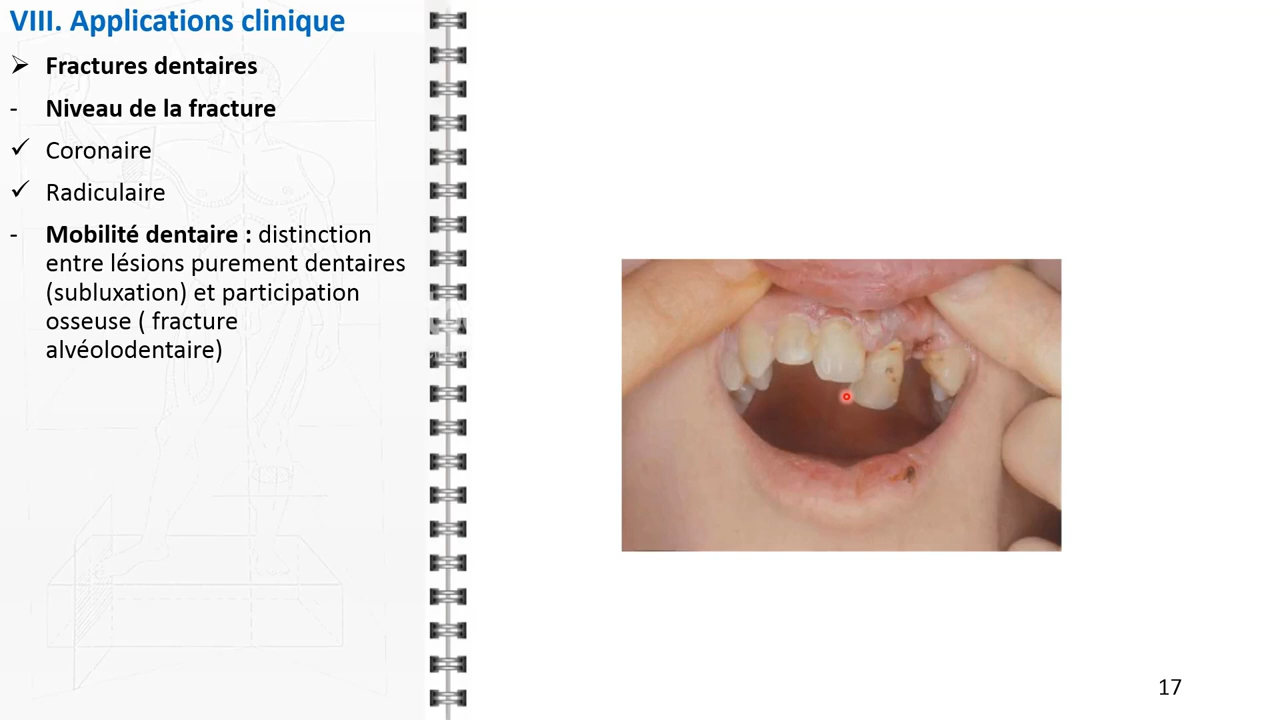 VIII. Applications clinique
➢ Fractures dentaires
- Niveau de la fracture
✓ Coronaire
✓ Radiculaire
- Mobilité dentaire : distinction
entre lésions purement dentaires
(subluxation) et participation
osseuse ( fracture
alvéolodentaire)
17